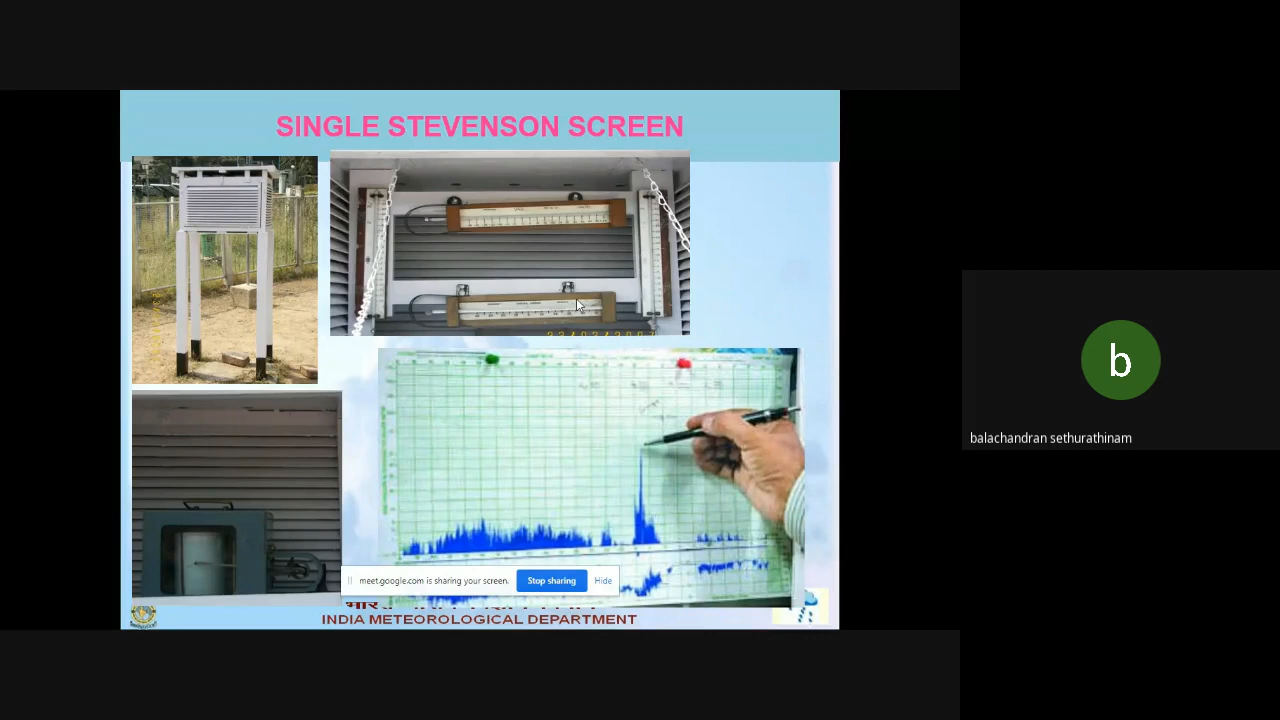 SINGLE STEVENSON SCREEN
meet.google.com is sharing your screen.
Stop sharing
Hide
INDIA METEOROLOGICAL DEPARTMENT
b
balachandran sethurathinam